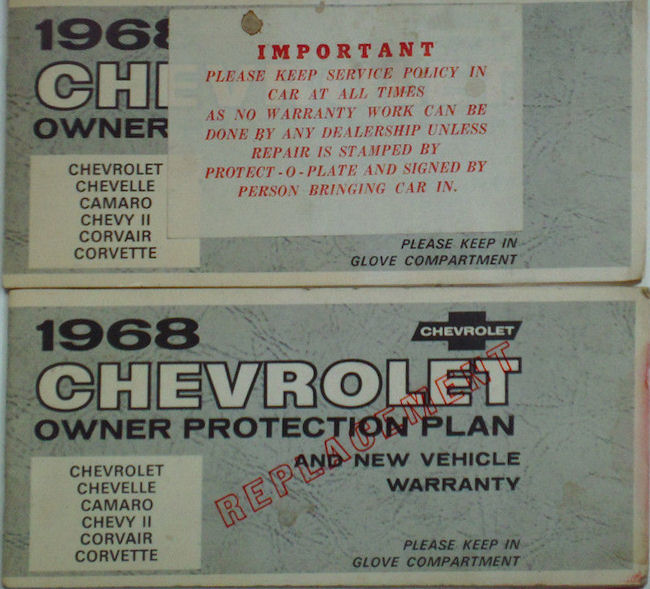 1968
CHE
OWNER
IMPORTANT
PLEASE KEEP SERVICE POLICY IN
CAR AT ALL TIMES
AS NO WARRANTY WORK CAN BE
DONE BY ANY DEALERSHIP UNLESS
REPAIR IS STAMPED BY
PROTECT-O-PLATE AND SIGNED BY
PERSON BRINGING CAR IN.
CHEVROLET
CHEVELLE
CAMARO
CHEVY II
CORVAIR
CORVETTE
PLEASE KEEP IN
GLOVE COMPARTMENT
1968
CHEVROLET
CHEVROLET
OWNER PROTECTION PLAN
AND NEW VEHICLE
WARRANTY
REPLACEMENT
CHEVROLET
CHEVELLE
CAMARO
CHEVY II
CORVAIR
CORVETTE
PLEASE KEEP IN
GLOVE COMPARTMENT